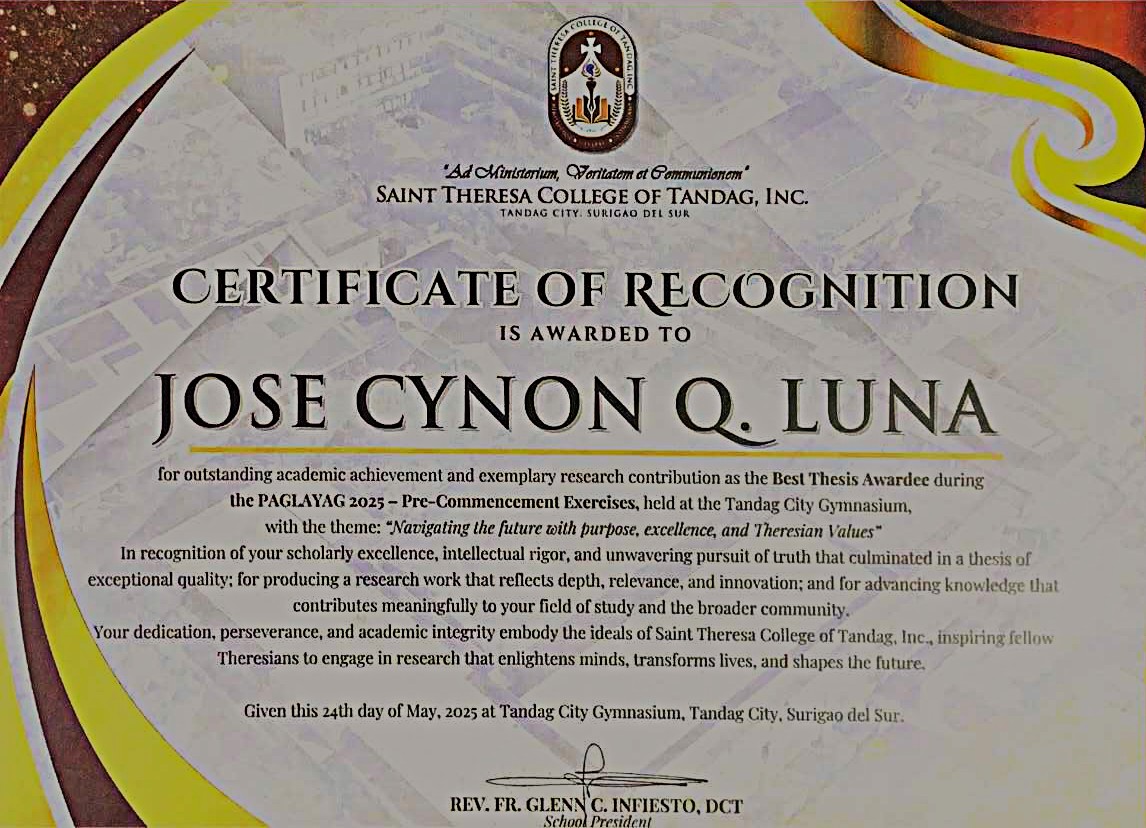 SAINT THERESA COLLEGE OF TANDAG, INC.
"Ad Ministerium, Veritatem et Communionem"
SAINT THERESA COLLEGE OF TANDAG, INC.
TANDAG CITY, SURIGAO DEL SUR
CERTIFICATE OF RECOGNITION
IS AWARDED TO
JOSE CYNON Q. LUNA
for outstanding academic achievement and exemplary research contribution as the Best Thesis Awardee during
the PAGLAYAG 2025 – Pre-Commencement Exercises, held at the Tandag City Gymnasium,
with the theme: "Navigating the future with purpose, excellence, and Theresian Values"
In recognition of your scholarly excellence, intellectual rigor, and unwavering pursuit of truth that culminated in a thesis of
exceptional quality; for producing a research work that reflects depth, relevance, and innovation; and for advancing knowledge that
contributes meaningfully to your field of study and the broader community.
Your dedication, perseverance, and academic integrity embody the ideals of Saint Theresa College of Tandag, Inc., inspiring fellow
Theresians to engage in research that enlightens minds, transforms lives, and shapes the future.
Given this 24th day of May, 2025 at Tandag City Gymnasium, Tandag City, Surigao del Sur.
REV. FR. GLENN C. INFIESTO, DCT
School President